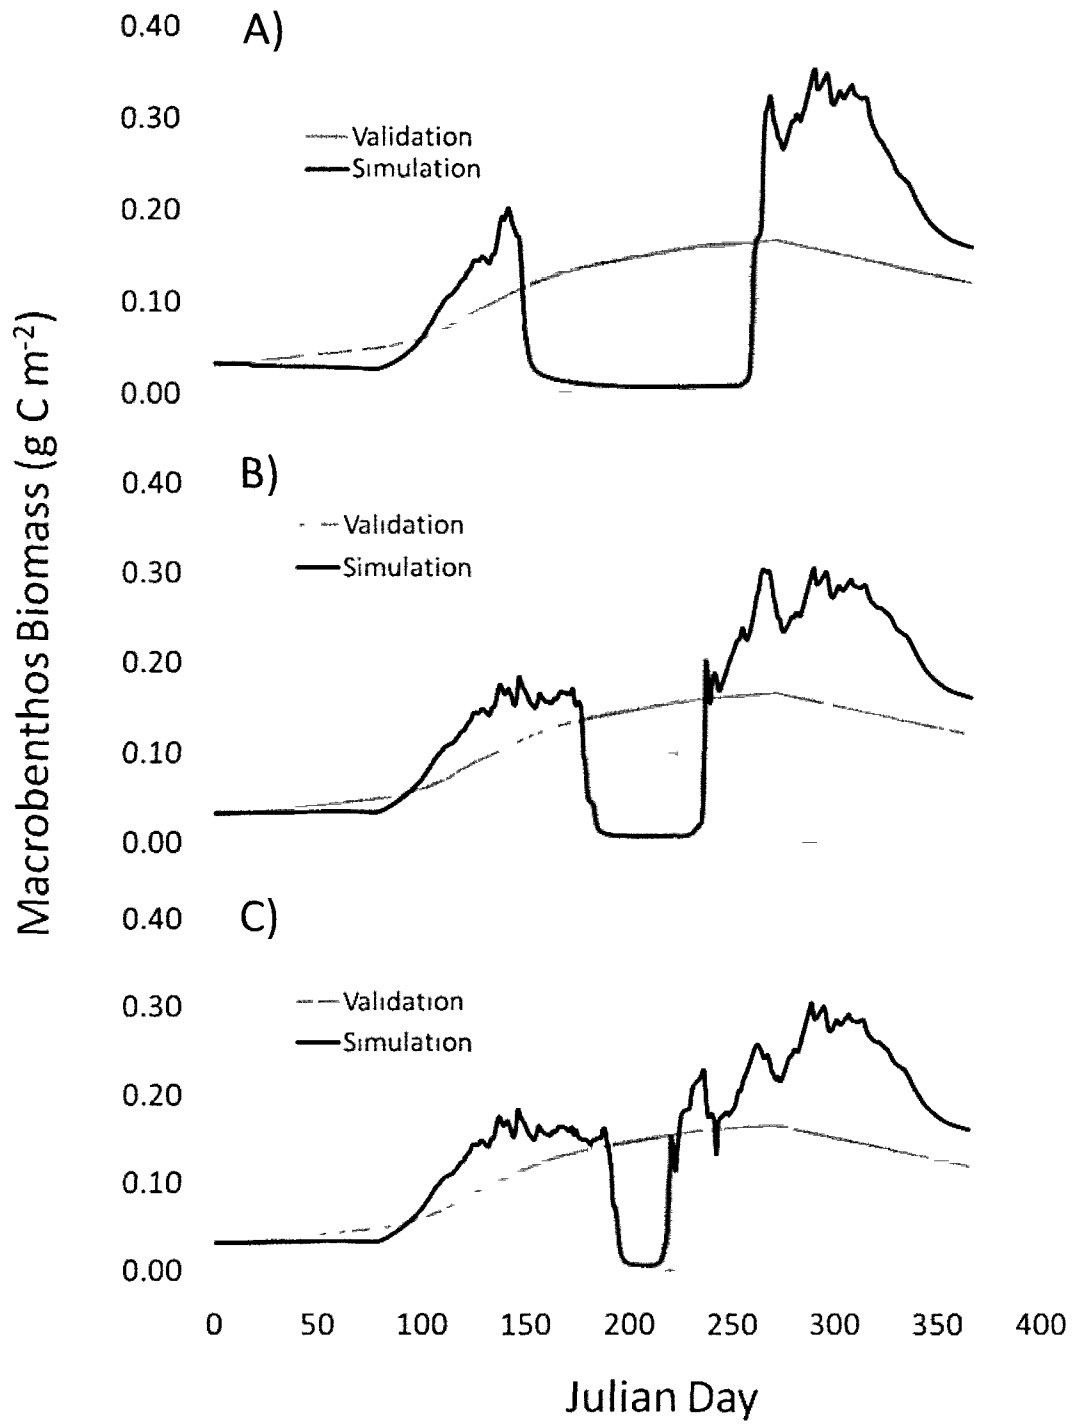 0.40
A)
0.30
Validation
Simulation
0.20
0.10
0.00
B)
0.40
Validation
0.30
Simulation
0.20
0.10
0.00
C)
0.40
0.30
Validation
Simulation
0.20
0.10
0.00
Macrobenthos Biomass (g C m-2)
0 50 100 150 200 250 300 350 400
Julian Day